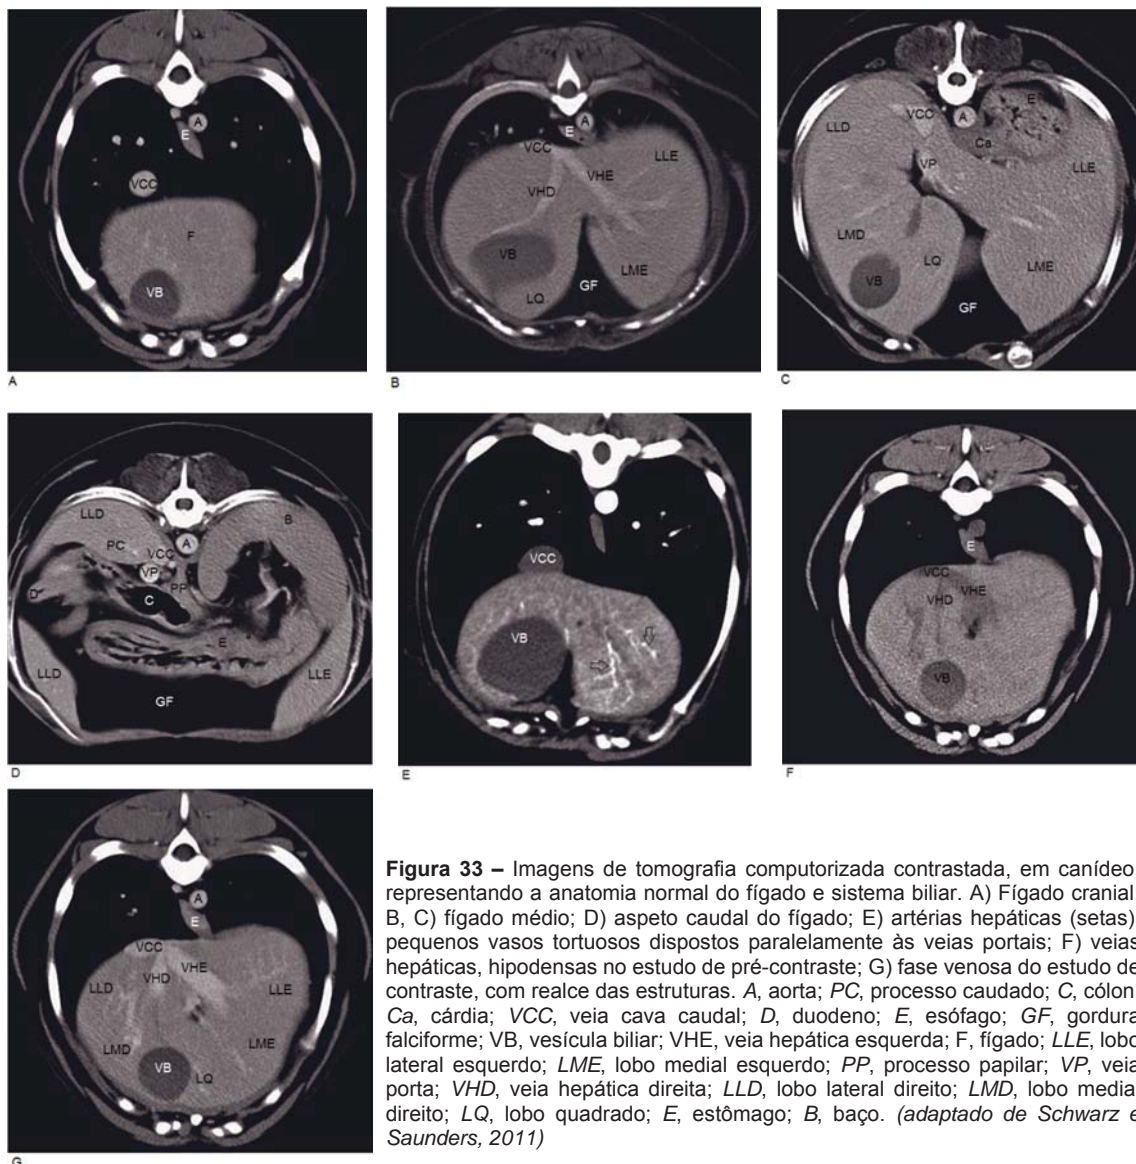 A
E
VCC
F
VB
A
E
A
VCC
LLE
VHE
VHD
VB
LME
GF
LQ
B
E
LLD
VCC
A
Ca
LLE
VP
LMD
LQ
LME
VB
GF
C
B
LLD
PC
VCC
A
VP
PP
D
C
E
LLD
LLE
GF
D
VCC
VB
E
E
VCC
VHE
VHD
VB
F
A
E
VCC
VHE
VHD
LLD
LLE
LMD
LME
VB
LQ
G
Figura 33 – Imagens de tomografia computorizada contrastada, em canídeo
representando a anatomia normal do fígado e sistema biliar. A) Fígado cranial
B, C) fígado médio; D) aspeto caudal do fígado; E) artérias hepáticas (setas)
pequenos vasos tortuosos dispostos paralelamente às veias portais; F) veias
hepáticas, hipodensas no estudo de pré-contraste; G) fase venosa do estudo de
contraste, com realce das estruturas. A, aorta; PC, processo caudado; C, cólon
Ca, cárdia; VCC, veia cava caudal; D, duodeno; E, esófago; GF, gordura
falciforme; VB, vesícula biliar; VHE, veia hepática esquerda; F, fígado; LLE, lobo
lateral esquerdo; LME, lobo medial esquerdo; PP, processo papilar; VP, veia
porta; VHD, veia hepática direita; LLD, lobo lateral direito; LMD, lobo media
direito; LQ, lobo quadrado; E, estômago; B, baço. (adaptado de Schwarz e
Saunders, 2011)